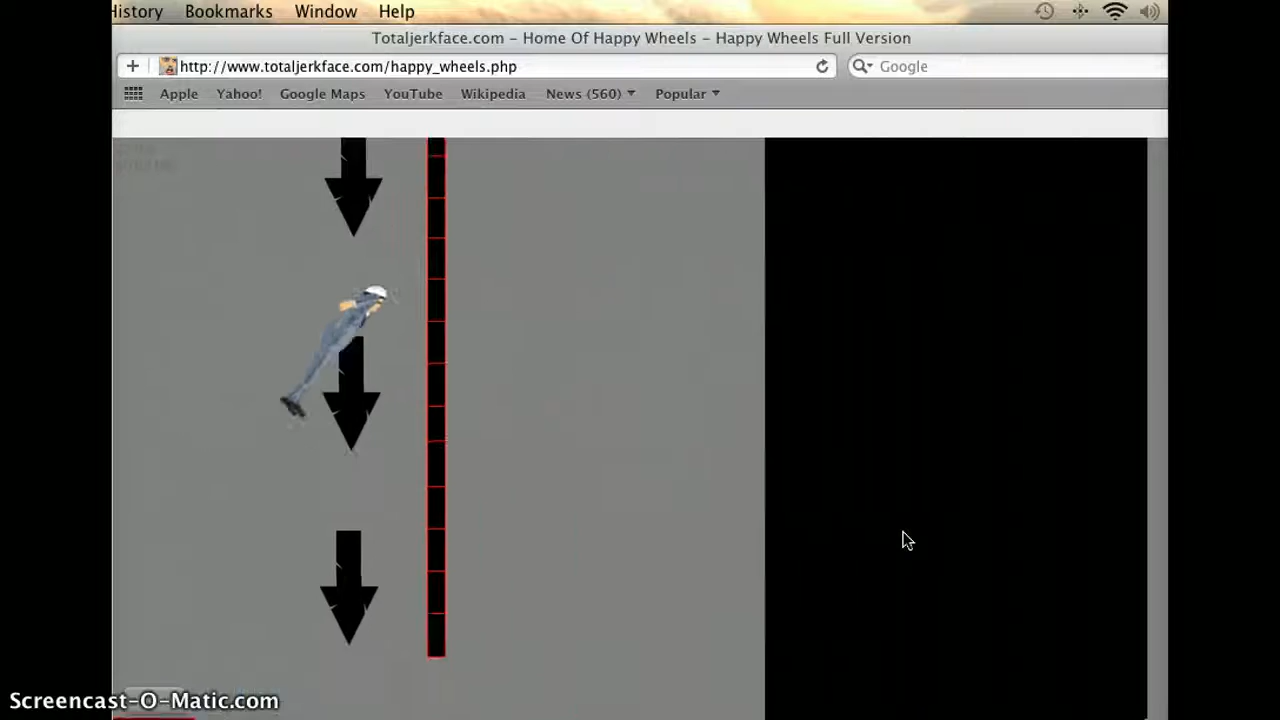 History Bookmarks Window Help
Totaljerkface.com – Home Of Happy Wheels – Happy Wheels Full Version
http://www.totaljerkface.com/happy_wheels.php
Google
Apple Yahoo! Google Maps YouTube Wikipedia News (560) Popular
Screencast-O-Matic.com